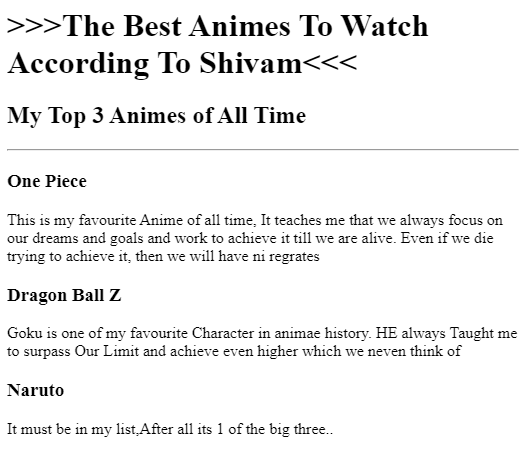 >>>The Best Animes To Watch
According To Shivam<<<
My Top 3 Animes of All Time
One Piece
This is my favourite Anime of all time, It teaches me that we always focus on
our dreams and goals and work to achieve it till we are alive. Even if we die
trying to achieve it, then we will have ni regrates
Dragon Ball Z
Goku is one of my favourite Character in animae history. HE always Taught me
to surpass Our Limit and achieve even higher which we neven think of
Naruto
It must be in my list,After all its 1 of the big three..